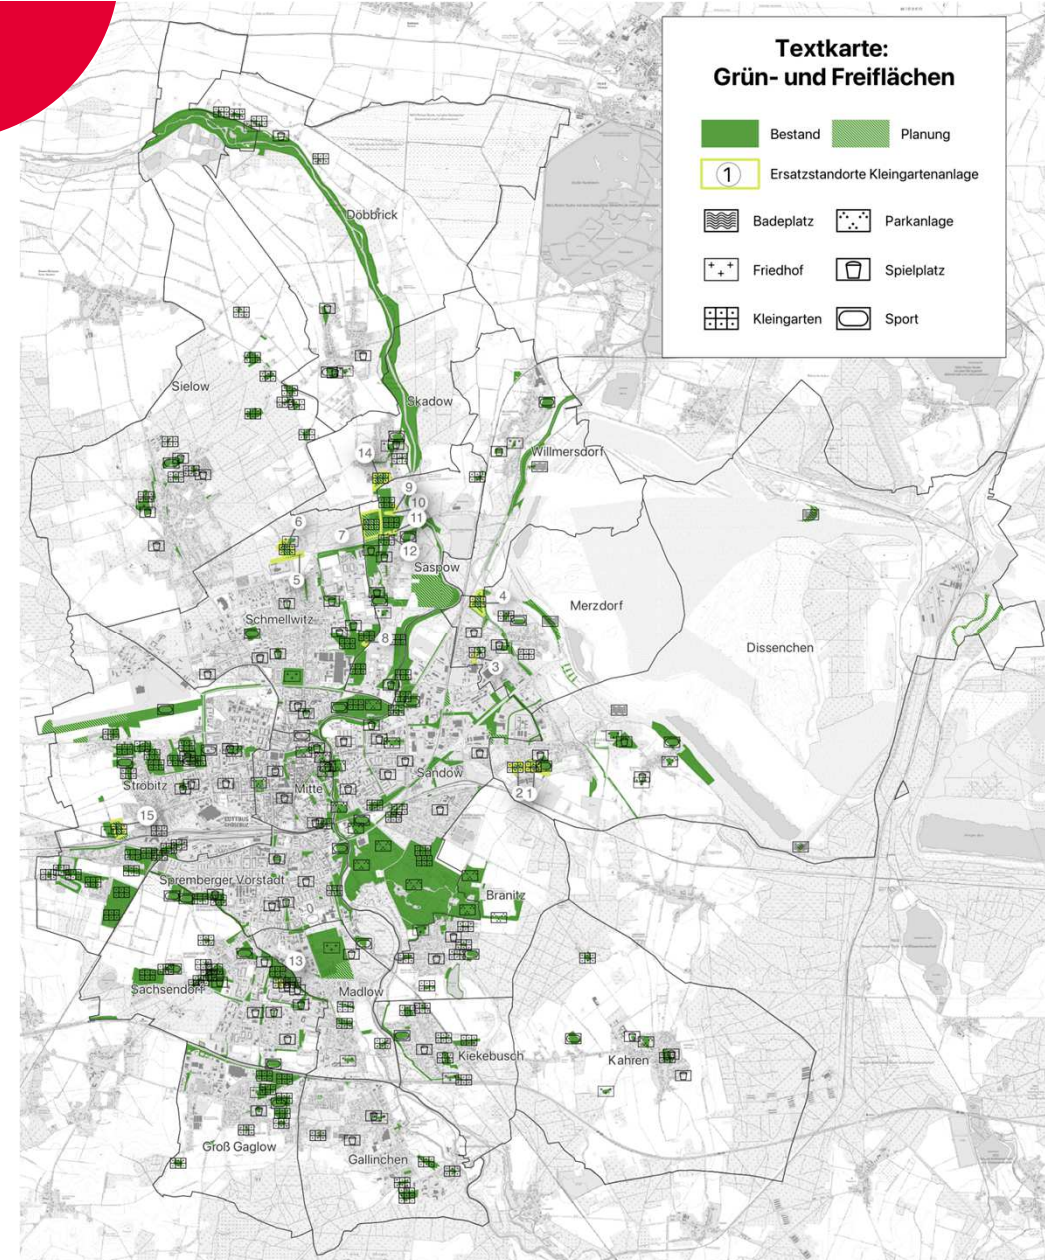 Textkarte:
Grün- und Freiflächen
Bestand
Planung
1
Ersatzstandorte Kleingartenanlage
Badeplatz
Parkanlage
Friedhof
Spielplatz
Kleingarten
Sport
Döbbrick
Sielow
Skadow
Willmersdorf
14
9
10
11
6
7
12
5
Saspow
4
Merzdorf
Schmellwitz
8
3
Dissenchen
Sandow
Ströbitz
Mitte
2 1
15
COTTBUS
Spremberger Vorstadt
Branitz
13
Sachsendorf
Madlow
Kiekebusch
Kahren
Groß Gaglow
Gallinchen